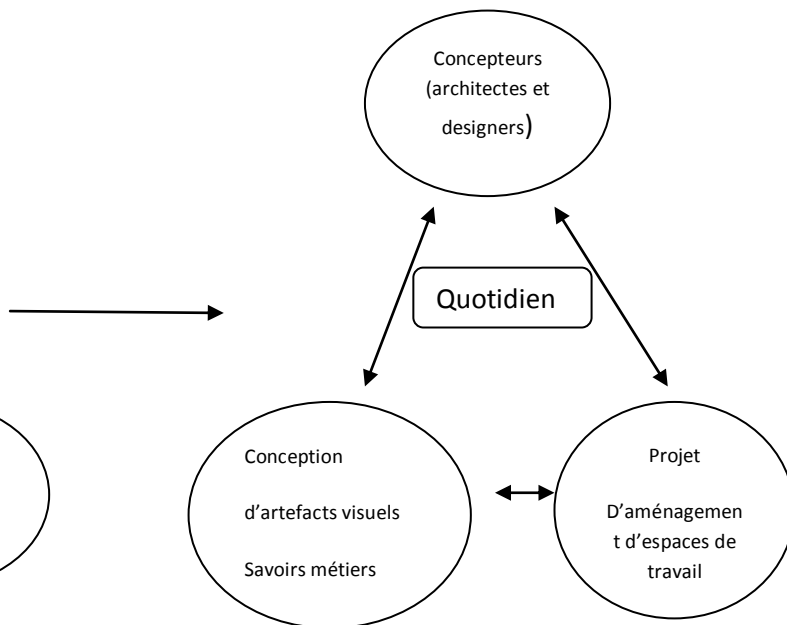 Concepteurs
(architectes et
designers)
Quotidien
Conception
d'artefacts visuels
Savoirs métiers
Projet
D'aménagemen
t d'espaces de
travail